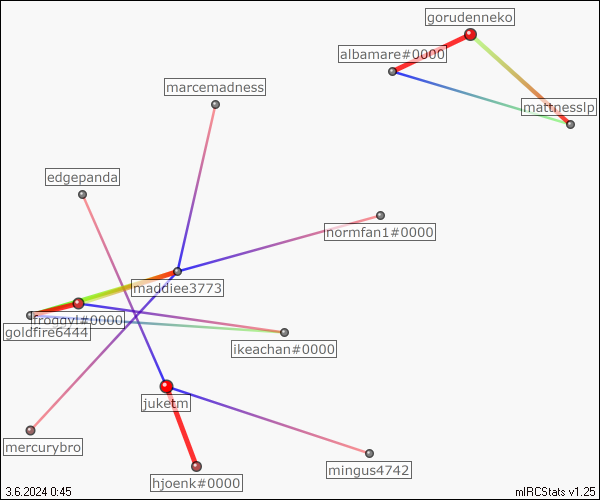 gorudenneko
albamare#0000
marcemadness
mattnesslp
edgepanda
normfan1#0000
maddiee3773
froggyl#0000
goldfire6444
ikeachan#0000
juketm
mercurybro
mingus4742
hjoenk#0000
3.6.2024 0:45
mIRCStats v1.25